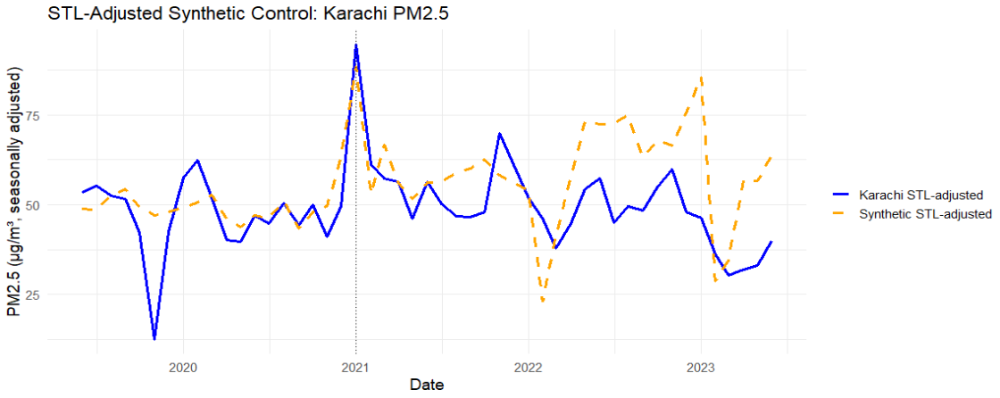 STL-Adjusted Synthetic Control: Karachi PM2.5
PM2.5 (μg/m³, seasonally adjusted)
75
50
25
2020
2021
2022
2023
Date
Karachi STL-adjusted
Synthetic STL-adjusted